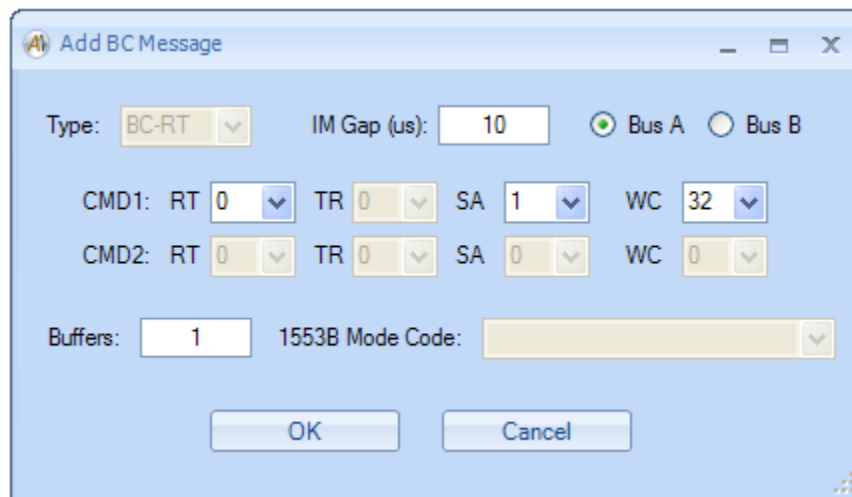 Add BC Message
Type: BC-RT IM Gap (us): 10 Bus A Bus B
CMD1: RT 0 TR 0 SA 1 WC 32
CMD2: RT 0 TR 0 SA 0 WC 0
Buffers: 1 1553B Mode Code:
OK Cancel